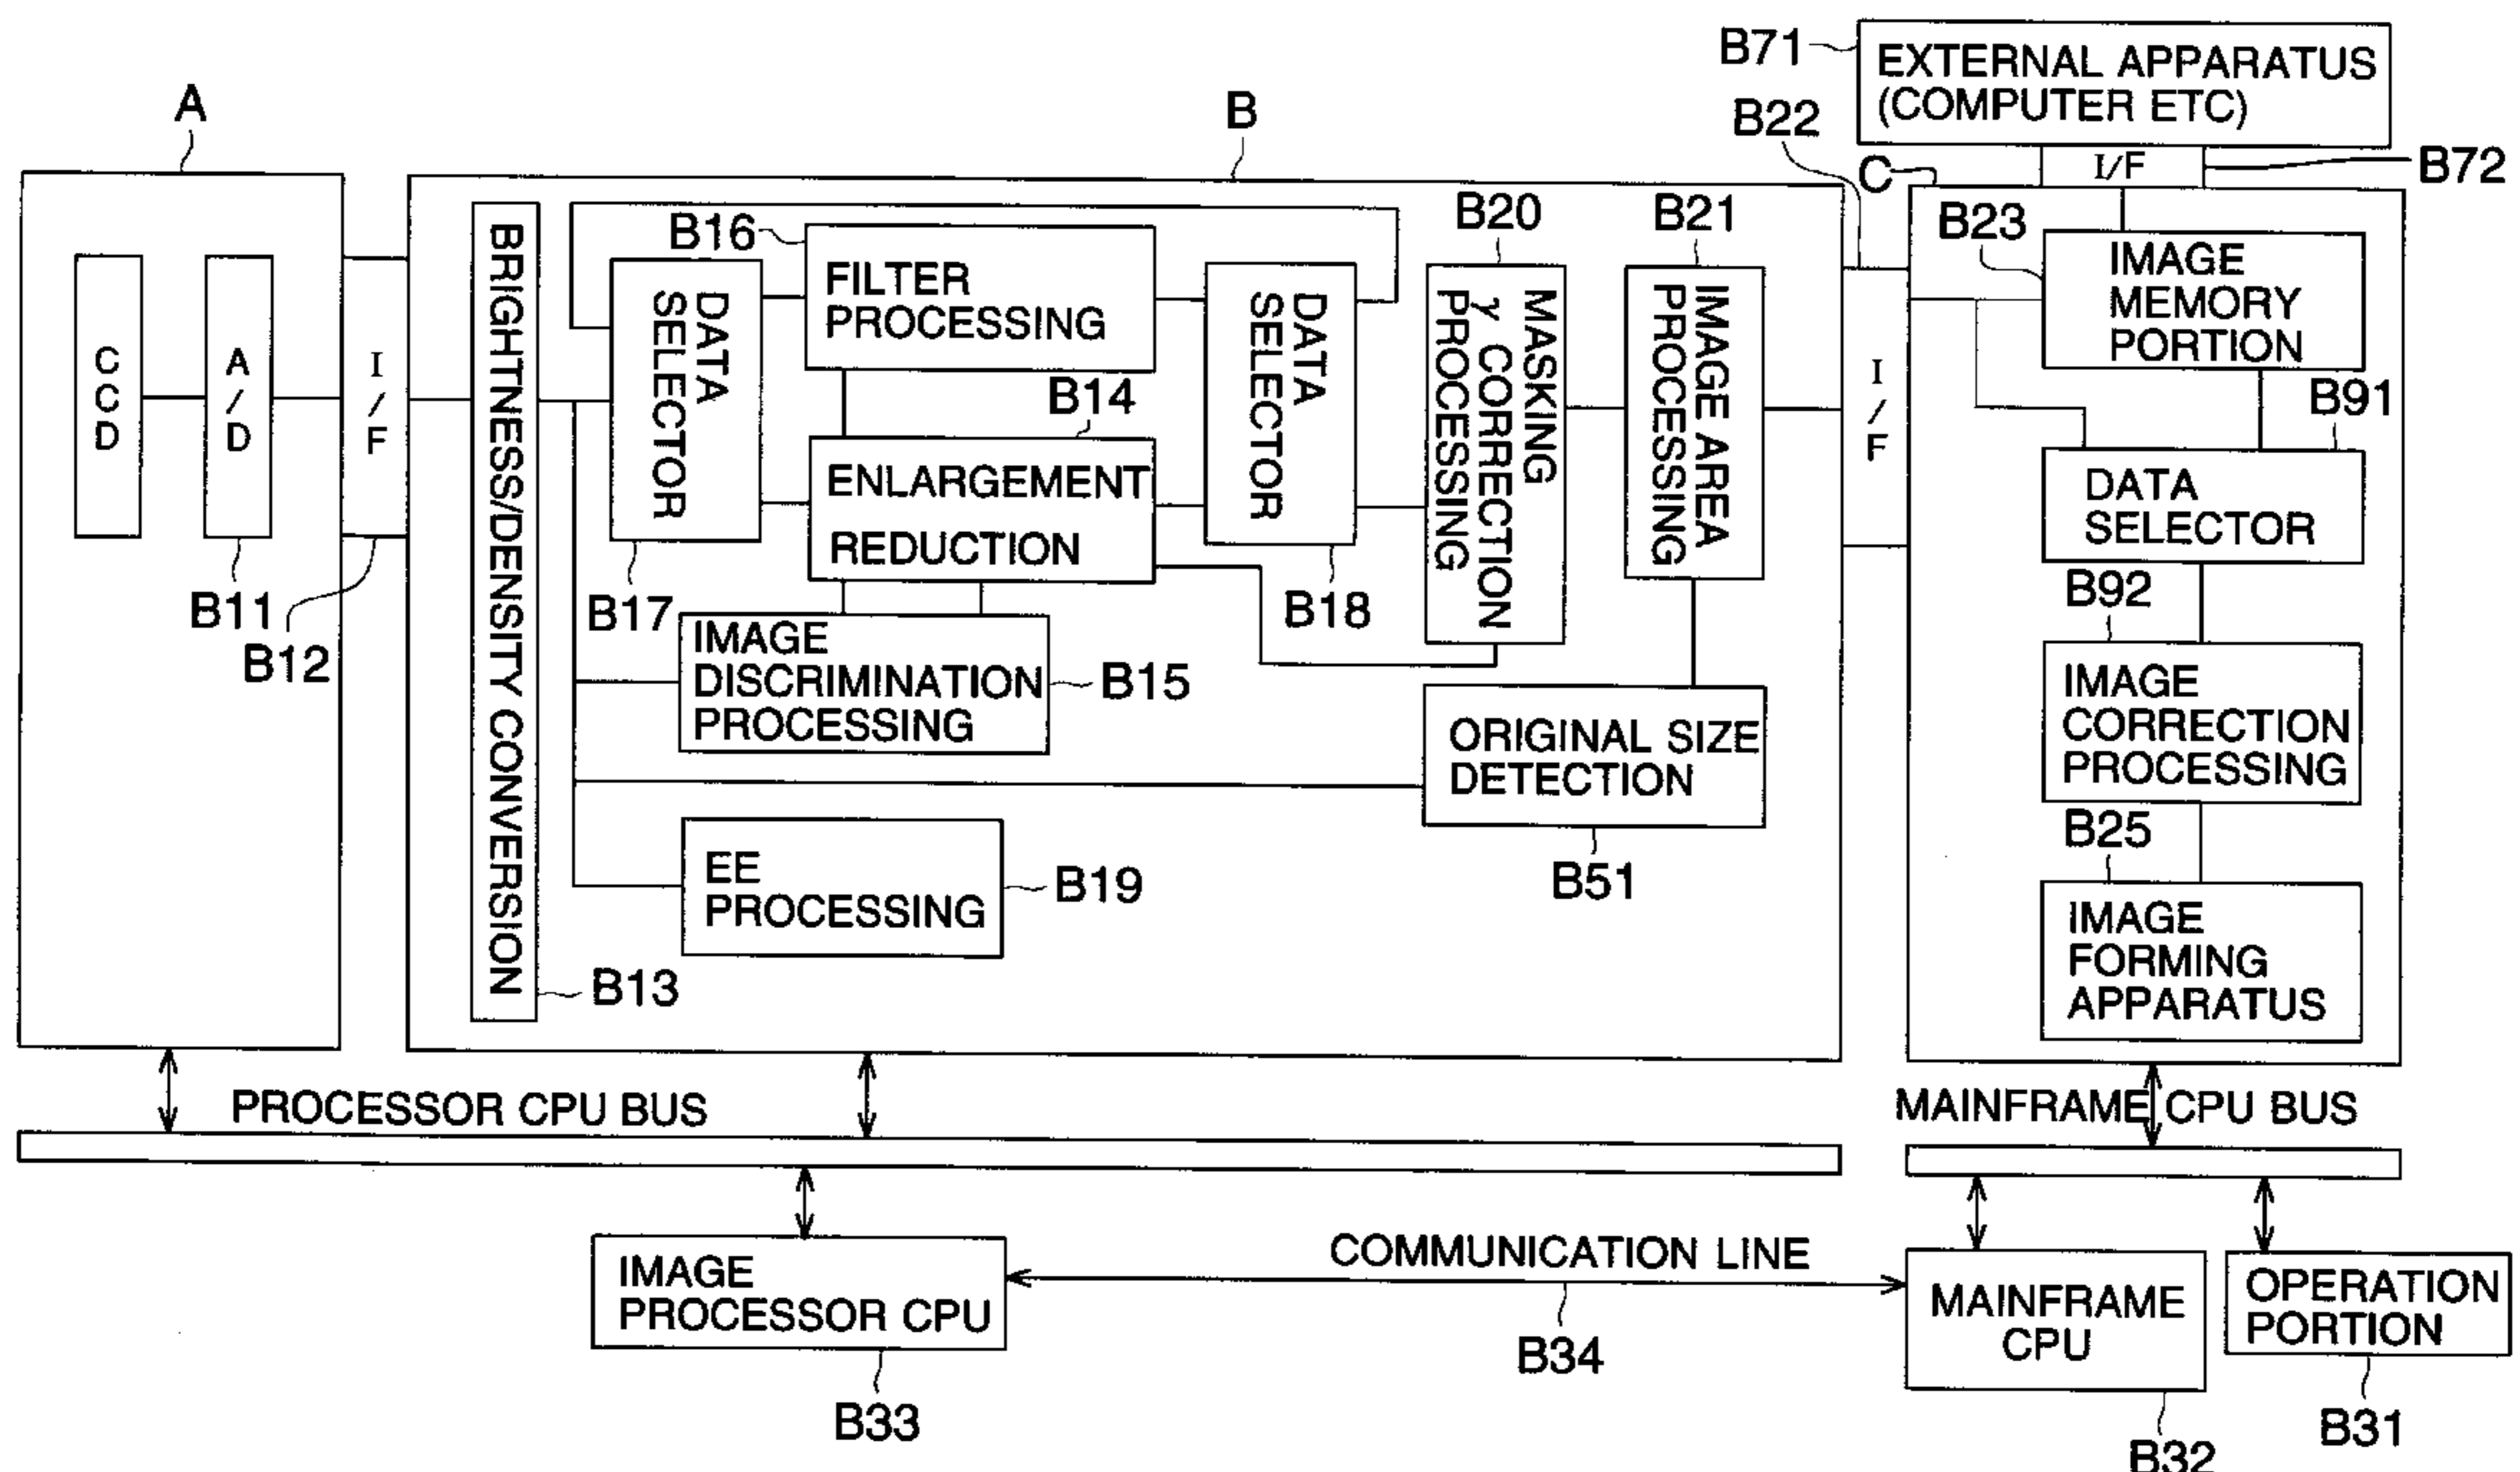 B71
EXTERNAL APPARATUS
(COMPUTER ETC)
A
B
B22
C
I/F
B72
B16
B20
B21
B23
CCD
A/D
I/F
BRIGHTNESS/DENSITY CONVERSION
DATA
SELECTOR
FILTER
PROCESSING
DATA
SELECTOR
MASKING
γ CORRECTION
PROCESSING
IMAGE AREA
PROCESSING
I/F
IMAGE
MEMORY
PORTION
B14
B91
ENLARGEMENT
REDUCTION
DATA
SELECTOR
B11
B12
B17
B18
B92
IMAGE
DISCRIMINATION
PROCESSING
B15
ORIGINAL SIZE
DETECTION
IMAGE
CORRECTION
PROCESSING
B25
EE
PROCESSING
B19
B51
IMAGE
FORMING
APPARATUS
B13
PROCESSOR CPU BUS
MAINFRAME CPU BUS
IMAGE
PROCESSOR CPU
COMMUNICATION LINE
MAINFRAME
CPU
OPERATION
PORTION
B33
B34
B32
B31